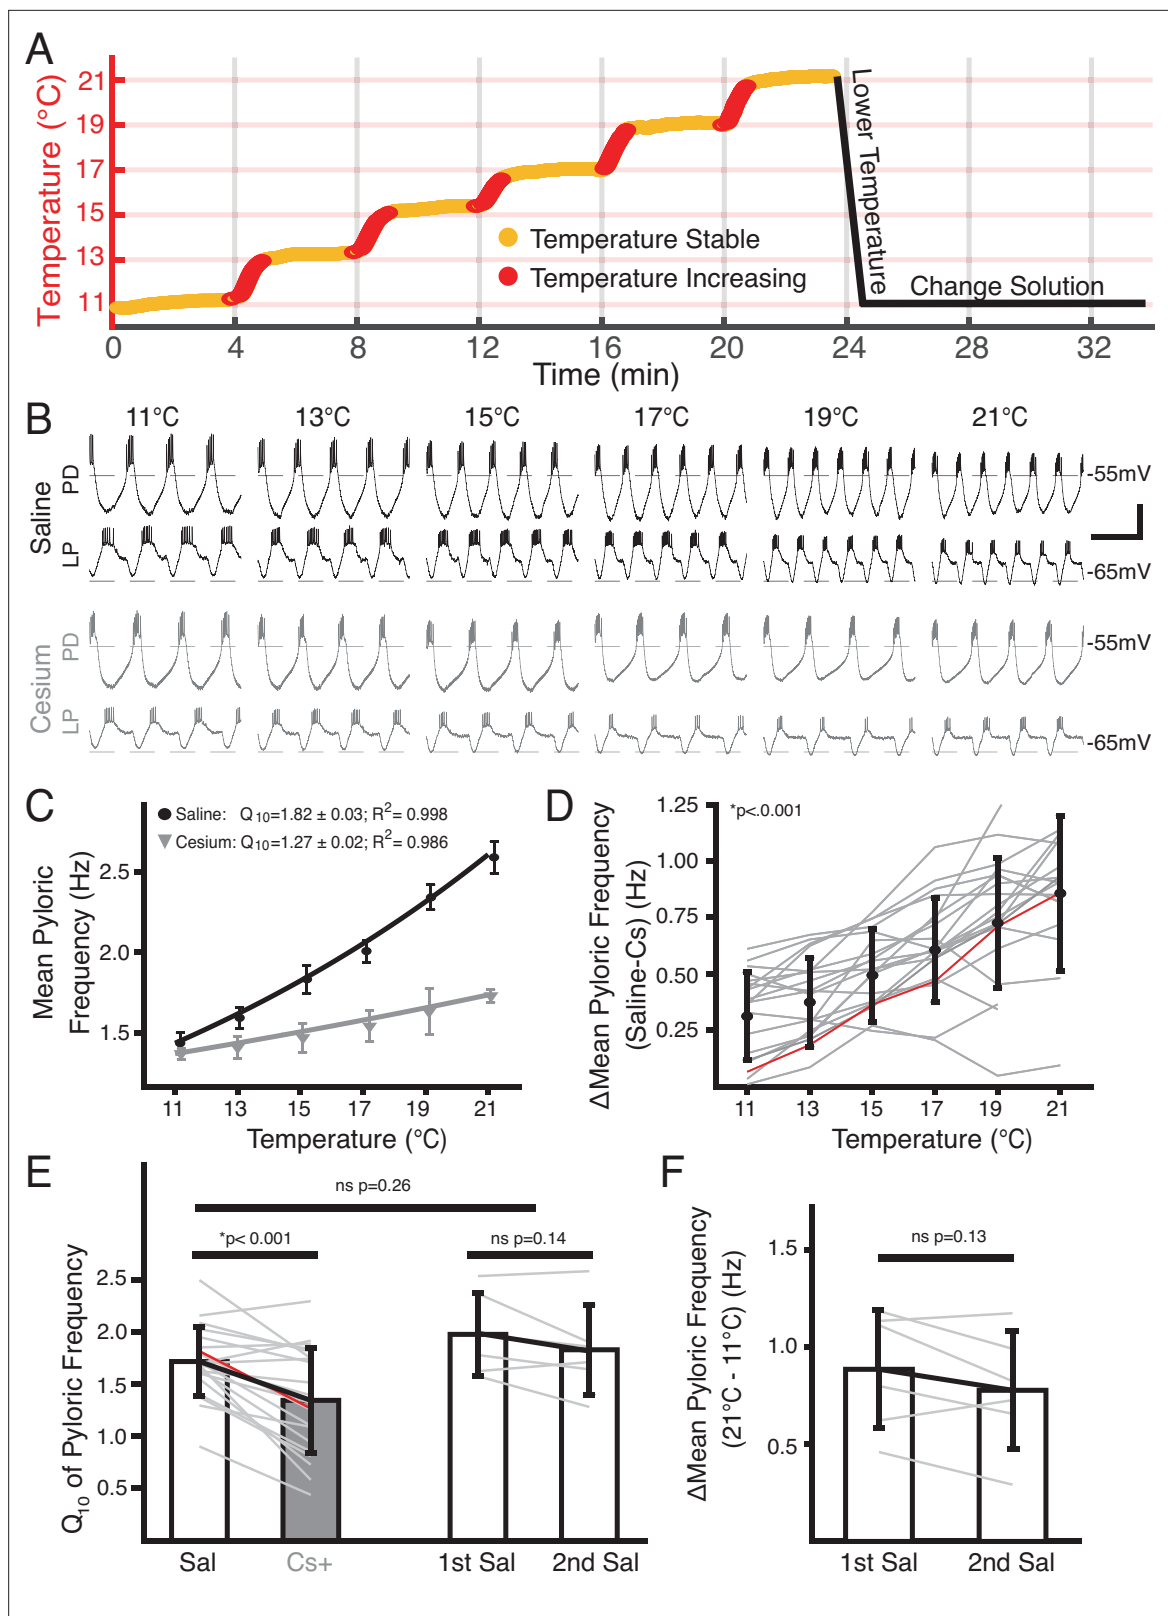 A
Temperature (°C)
21
19
17
15
13
11
Temperature Stable
Temperature Increasing
Lower Temperature
Change Solution
0 4 8 12 16 20 24 28 32
Time (min)
B
11°C 13°C 15°C 17°C 19°C 21°C
Saline
PD
-55mV
LP
-65mV
Cesium
PD
-55mV
LP
-65mV
C
Mean Pyloric
Frequency (Hz)
Saline: Q10=1.82 ± 0.03; R2= 0.998
Cesium: Q10=1.27 ± 0.02; R2= 0.986
2.5
2.0
1.5
11 13 15 17 19 21
Temperature (°C)
D
ΔMean Pyloric Frequency
(Saline-Cs) (Hz)
*p<.0.001
1.25
1.00
0.75
0.50
0.25
11 13 15 17 19 21
Temperature (°C)
E
Q10 of Pyloric Frequency
ns p=0.26
*p< 0.001
ns p=0.14
2.5
2.0
1.5
1.0
0.5
Sal Cs+ 1st Sal 2nd Sal
F
ΔMean Pyloric Frequency
(21°C - 11°C) (Hz)
ns p=0.13
1.5
1.0
0.5
1st Sal 2nd Sal